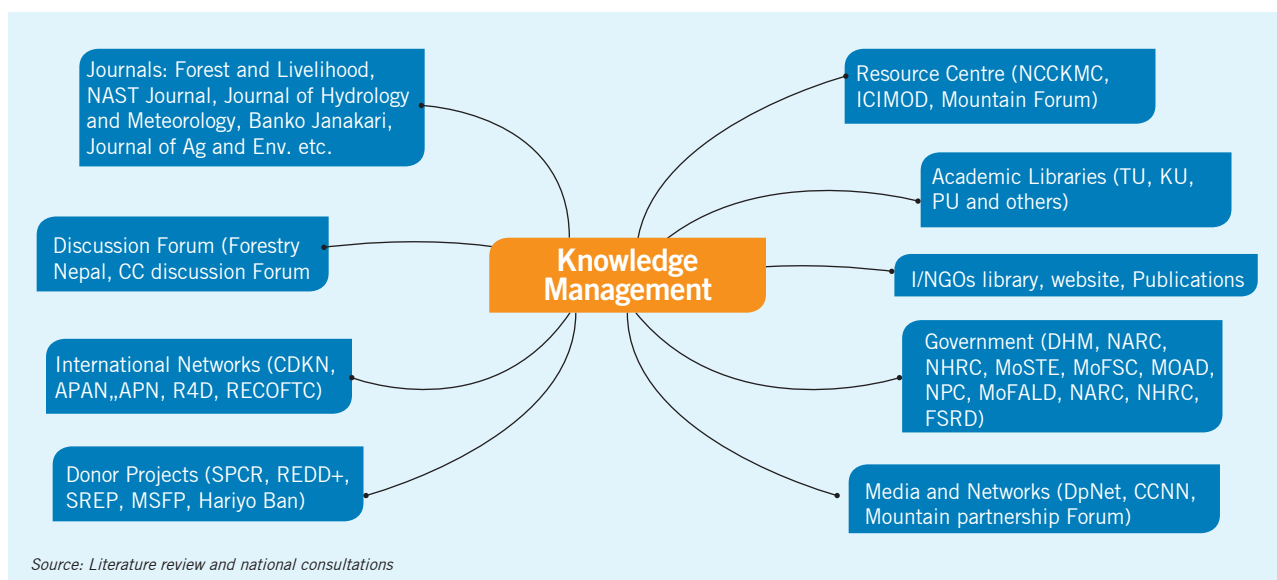 Journals: Forest and Livelihood,
NAST Journal, Journal of Hydrology
and Meteorology, Banko Janakari,
Journal of Ag and Env. etc.
Discussion Forum (Forestry
Nepal, CC discussion Forum
International Networks (CDKN,
APAN,,APN, R4D, RECOFTC)
Donor Projects (SPCR, REDD+,
SREP, MSFP, Hariyo Ban)
Knowledge
Management
Resource Centre (NCCKMC,
ICIMOD, Mountain Forum)
Academic Libraries (TU, KU,
PU and others)
I/NGOs library, website, Publications
Government (DHM, NARC,
NHRC, MoSTE, MoFSC, MOAD,
NPC, MoFALD, NARC, NHRC,
FSRD)
Media and Networks (DpNet, CCNN,
Mountain partnership Forum)
Source: Literature review and national consultations